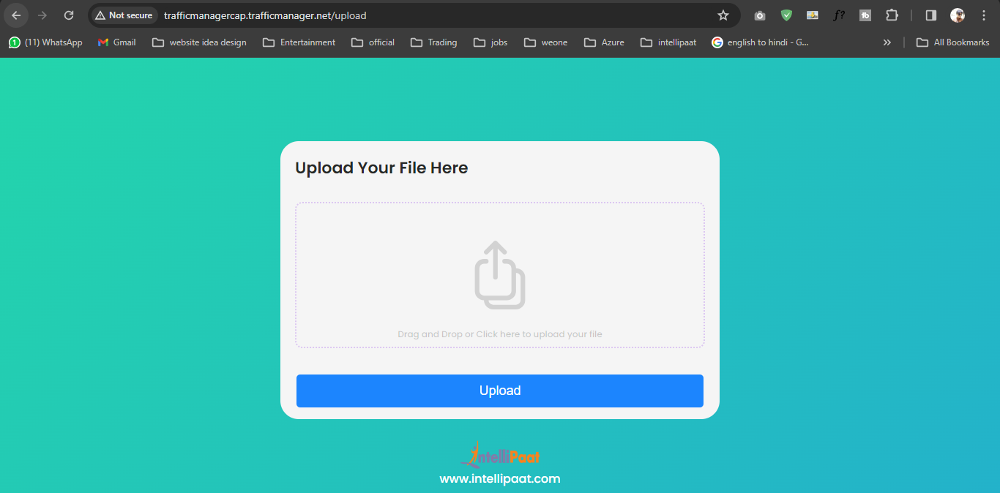 Not secure trafficmanagercap.trafficmanager.net/upload f?
1 (11) WhatsApp Gmail website idea design Entertainment official Trading jobs weone Azure intellipaat G english to hindi - G... » All Bookmarks
Upload Your File Here
Drag and Drop or Click here to upload your file
Upload
IntelliPaat
www.intellipaat.com